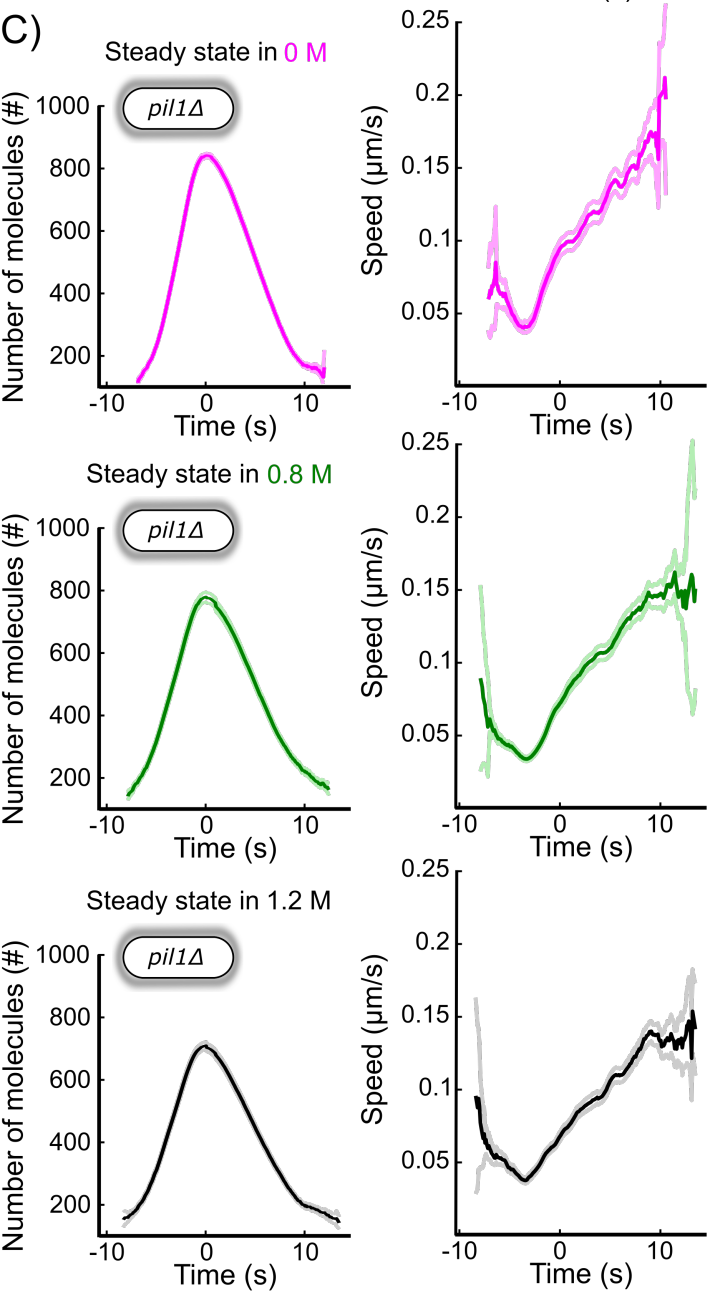 C)
Steady state in 0 M
pil1Δ
Number of molecules (#)
1000
800
600
400
200
-10 0 10
Time (s)
Speed (µm/s)
0.25
0.2
0.15
0.1
0.05
-10 0 10
Time (s)
Steady state in 0.8 M
pil1Δ
Number of molecules (#)
1000
800
600
400
200
-10 0 10
Time (s)
Speed (µm/s)
0.25
0.2
0.15
0.1
0.05
-10 0 10
Time (s)
Steady state in 1.2 M
pil1Δ
Number of molecules (#)
1000
800
600
400
200
-10 0 10
Time (s)
Speed (µm/s)
0.25
0.2
0.15
0.1
0.05
-10 0 10
Time (s)